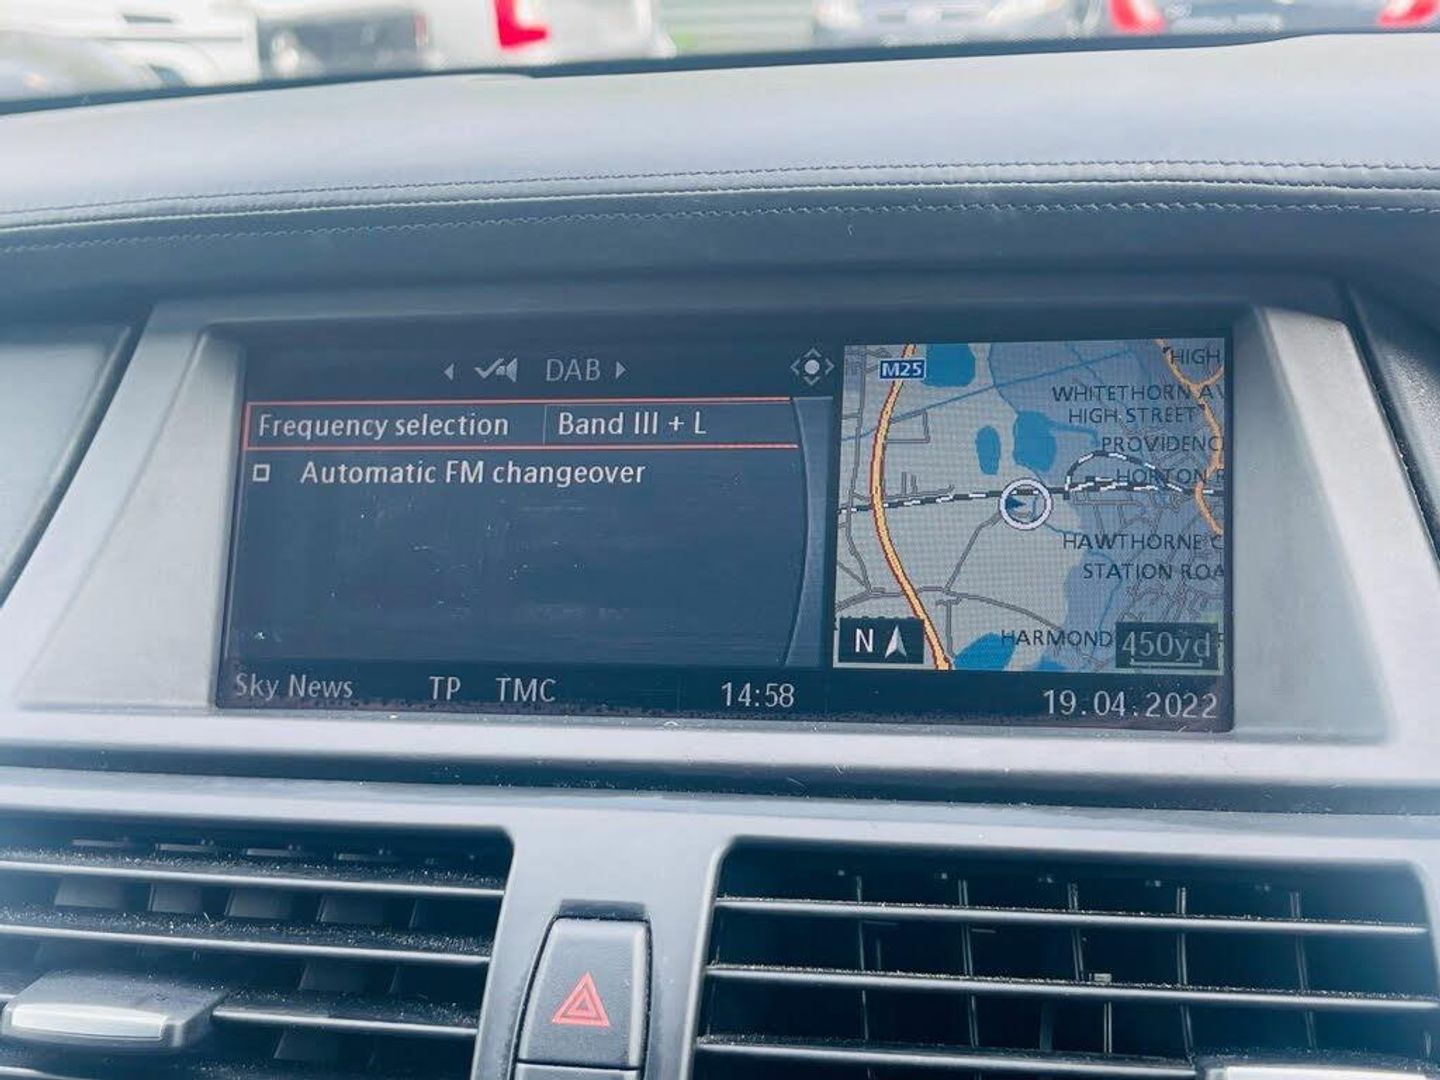 DAB
Frequency selection Band III + L
Automatic FM changeover
M25
HIGH
WHITETHORN AV
HIGH STREET
PROVIDENC
HORTON R
HAWTHORNE C
STATION ROA
HARMOND
N
450yd
Sky News TP TMC 14:58 19.04.2022